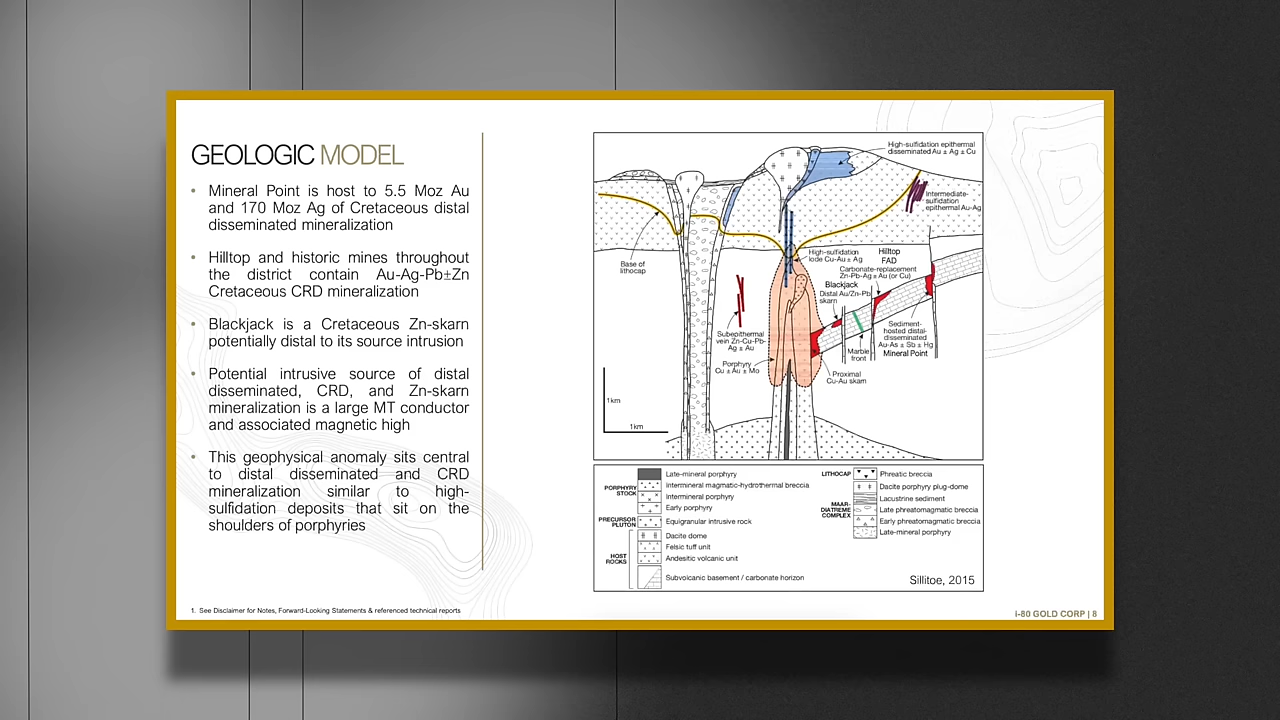 GEOLOGIC MODEL
• Mineral Point is host to 5.5 Moz Au
and 170 Moz Ag of Cretaceous distal
disseminated mineralization
• Hilltop and historic mines throughout
the district contain Au-Ag-Pb±Zn
Cretaceous CRD mineralization
• Blackjack is a Cretaceous Zn-skarn
potentially distal to its source intrusion
• Potential intrusive source of distal
disseminated, CRD, and Zn-skarn
mineralization is a large MT conductor
and associated magnetic high
• This geophysical anomaly sits central
to distal disseminated and CRD
mineralization similar to high-
sulfidation deposits that sit on the
shoulders of porphyries
1. See Disclaimer for Notes, Forward-Looking Statements & referenced technical reports
High-sulfidation epithermal
disseminated Au ± Ag ± Cu
Intermediate-
sulfidation
epithermal Au-Ag
Base of
lithocap
High-sulfidation
lode Cu-Au ± Ag
Hilltop
FAD
Carbonate-replacement
Zn-Pb-Ag ± Au (or Cu)
Blackjack
Distal Au/Zn-Pb
skarn
Subepithermal
vein Zn-Cu-Pb-
Ag ± Au
Porphyry
Cu ± Au ± Mo
Marble
front
Sediment-
hosted distal-
disseminated
Au-As ± Sb ± Hg
Mineral Point
Proximal
Cu-Au skarn
1km
1km
PORPHYRY
STOCK
Late-mineral porphyry
Intermineral magmatic-hydrothermal breccia
Intermineral porphyry
Early porphyry
PRECURSOR
PLUTON
Equigranular intrusive rock
HOST
ROCKS
Dacite dome
Felsic tuff unit
Andesitic volcanic unit
Subvolcanic basement / carbonate horizon
LITHOCAP
Phreatic breccia
MAAR-
DIATREME
COMPLEX
Dacite porphyry plug-dome
Lacustrine sediment
Late phreatomagmatic breccia
Early phreatomagmatic breccia
Late-mineral porphyry
Sillitoe, 2015
i-80 GOLD CORP | 8